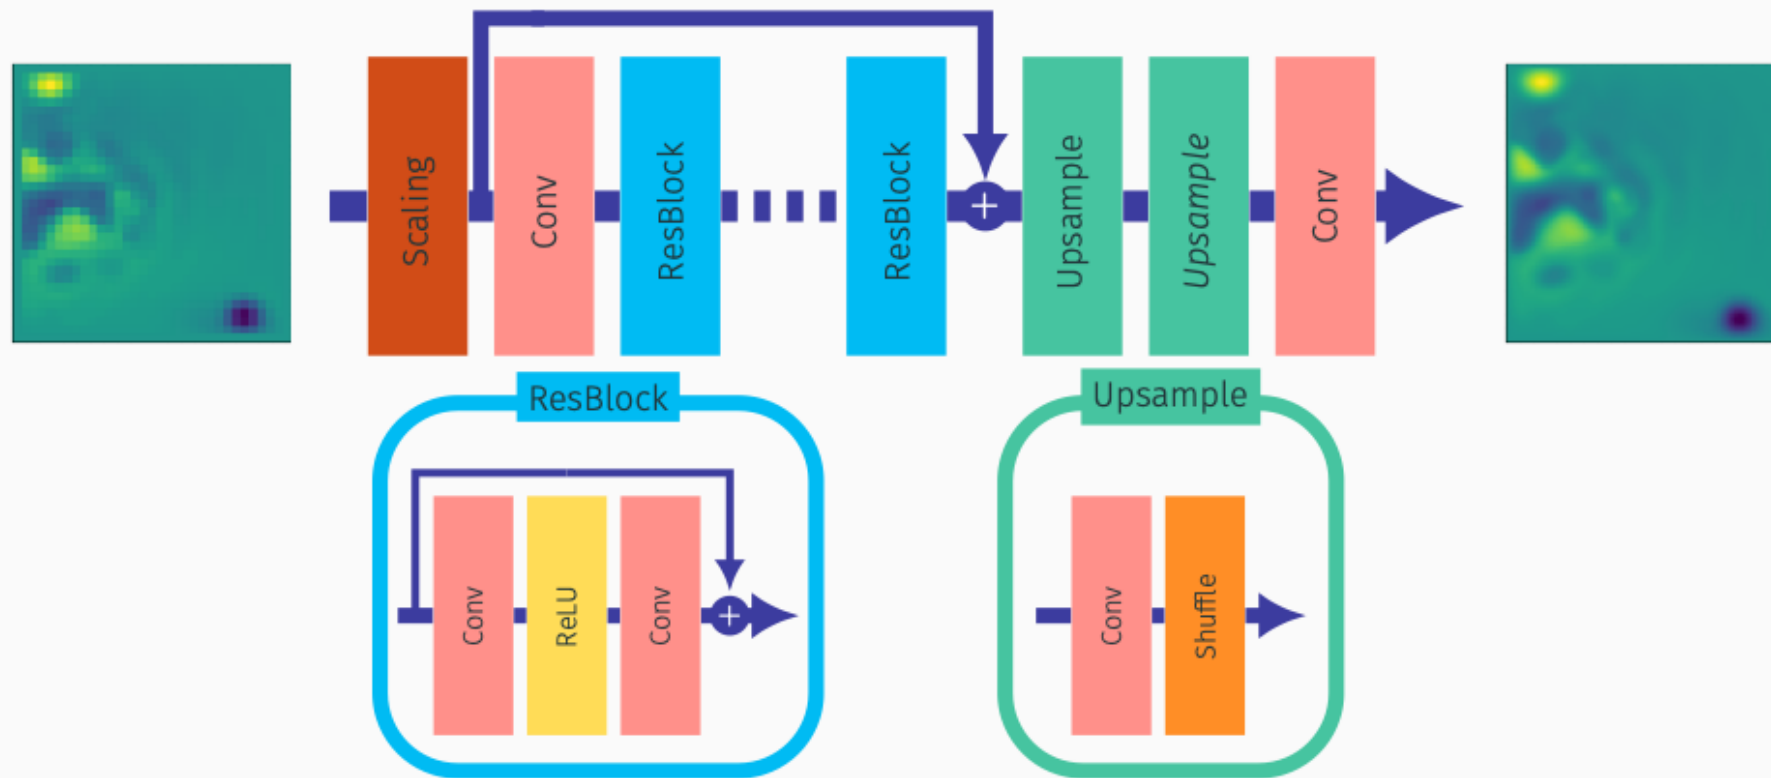 Scaling
Conv
ResBlock
ResBlock
+
Upsample
Upsample
Conv
ResBlock
Conv
ReLU
Conv
+
Upsample
Conv
Shuffle